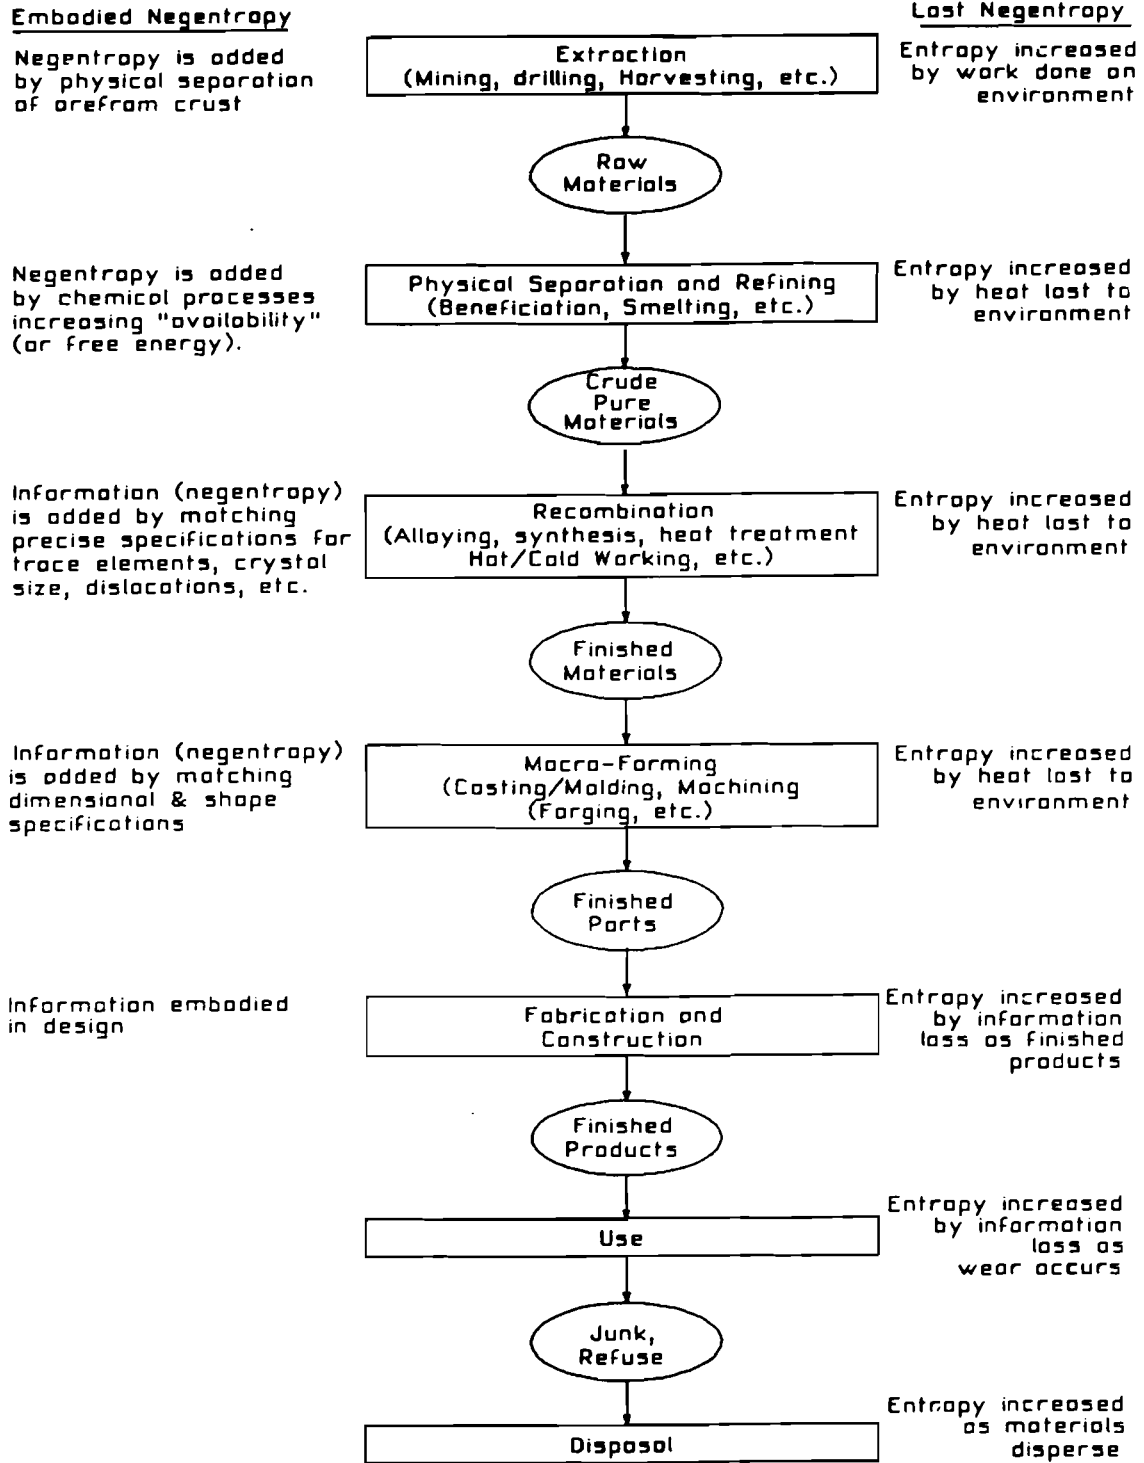 Embodied Negentropy
Lost Negentropy
Negentropy is added
by physical separation
of orefrom crust
Extraction
(Mining, drilling, Harvesting, etc.)
Entropy increased
by work done on
environment
Raw
Materials
Negentropy is added
by chemical processes
increasing "availability"
(or free energy).
Physical Separation and Refining
(Beneficiation, Smelting, etc.)
Entropy increased
by heat lost to
environment
Crude
Pure
Materials
Information (negentropy)
is added by matching
precise specifications for
trace elements, crystal
size, dislocations, etc.
Recombination
(Alloying, synthesis, heat treatment
Hot/Cold Working, etc.)
Entropy increased
by heat lost to
environment
Finished
Materials
Information (negentropy)
is added by matching
dimensional & shape
specifications
Macro-Forming
(Casting/Molding, Machining
(Forging, etc.)
Entropy increased
by heat lost to
environment
Finished
Parts
Information embodied
in design
Fabrication and
Construction
Entropy increased
by information
loss as finished
products
Finished
Products
Use
Entropy increased
by information
loss as
wear occurs
Junk,
Refuse
Disposal
Entropy increased
as materials
disperse